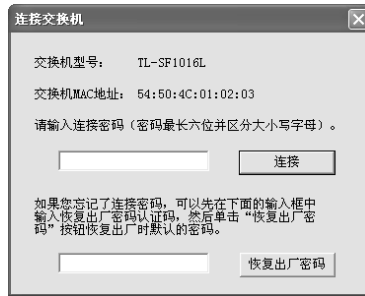 连接交换机
交换机型号： TL-SF1016L
交换机MAC地址： 54:50:4C:01:02:03
请输入连接密码（密码最长六位并区分大小写字母）。
连接
如果您忘记了连接密码，可以先在下面的输入框中
输入恢复出厂密码认证码，然后单击“恢复出厂密
码”按钮恢复出厂时默认的密码。
恢复出厂密码